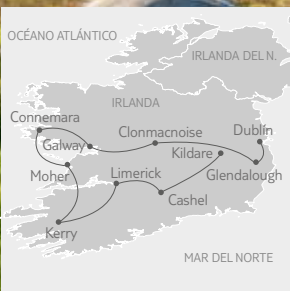 OCÉANO ATLÁNTICO
IRLANDA DEL N.
IRLANDA
Connemara
Clonmacnoise
Dublín
Galway
Kildare
Moher
Limerick
Glendalough
Cashel
Kerry
MAR DEL NORTE